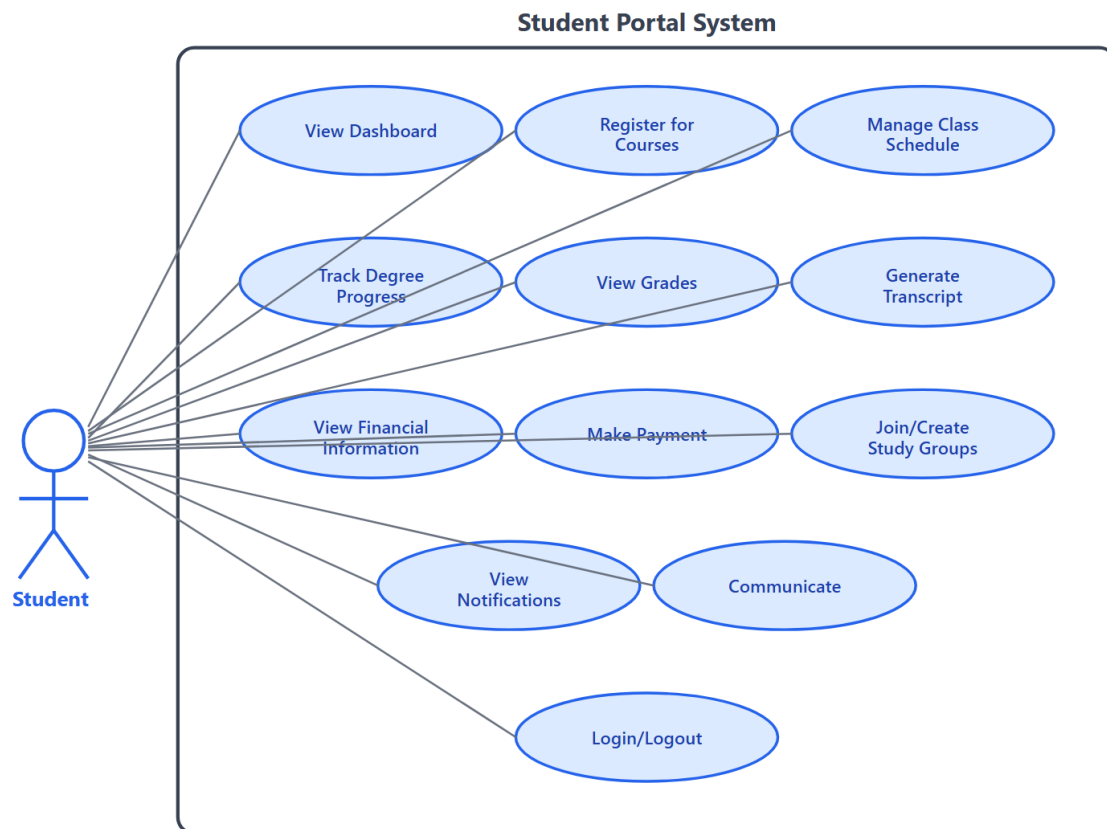 Student Portal System
View Dashboard
Register for
Courses
Manage Class
Schedule
Track Degree
Progress
View Grades
Generate
Transcript
View Financial
Information
Make Payment
Join/Create
Study Groups
View
Notifications
Communicate
Student
Login/Logout